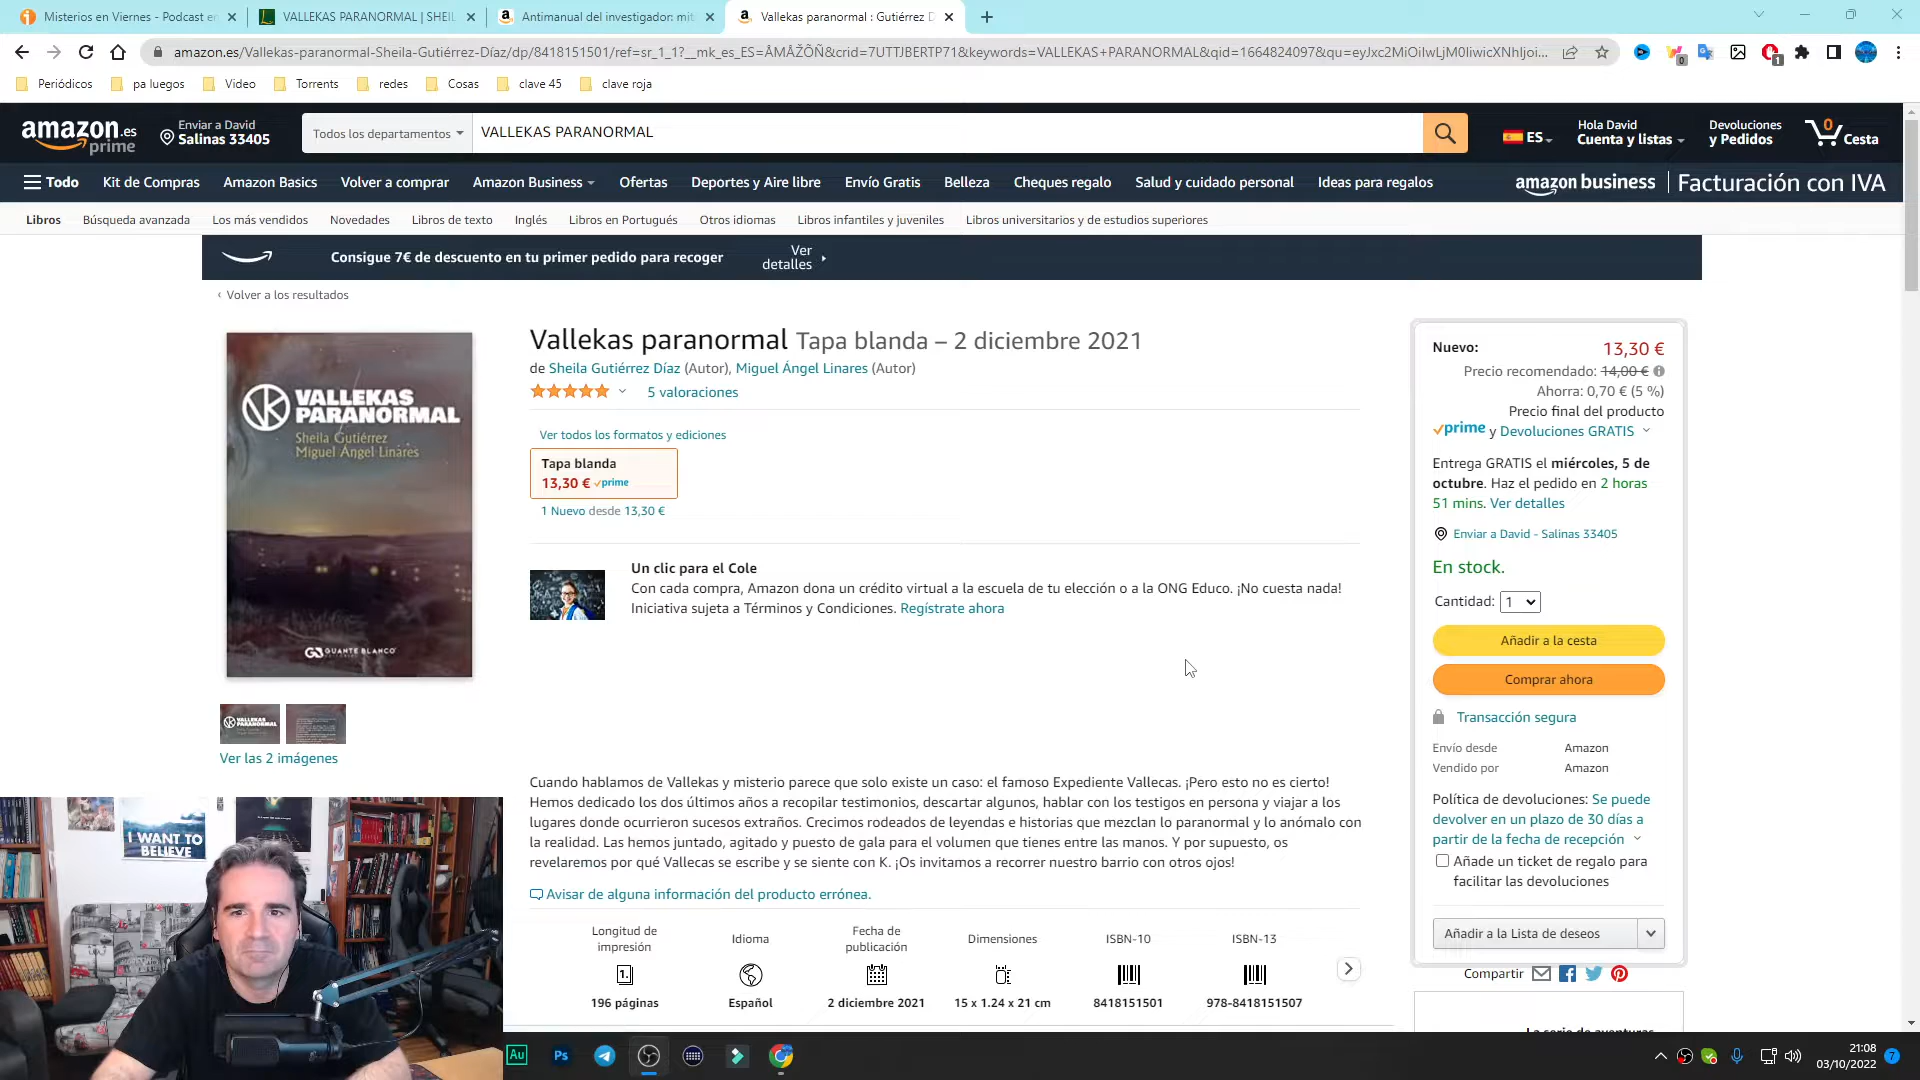 Misterios en Viernes - Podcast en
VALLEKAS PARANORMAL | SHEIL
Antimanual del investigador: mit
Vallekas paranormal : Gutiérrez D
amazon.es/Vallekas-paranormal-Sheila-Gutiérrez-Díaz/dp/8418151501/ref=sr_1_1?__mk_es_ES=ÅMÅŽÕÑ&crid=7UTTJBERTP71&keywords=VALLEKAS+PARANORMAL&qid=1664824097&qu=eyJxc2MiOiIwLjM0IiwicXNhIjoi...
Periódicos
pa luegos
Video
Torrents
redes
Cosas
clave 45
clave roja
amazon.es
prime
Enviar a David
Salinas 33405
Todos los departamentos
VALLEKAS PARANORMAL
ES
Hola David
Cuenta y listas
Devoluciones
y Pedidos
0
Cesta
Todo
Kit de Compras
Amazon Basics
Volver a comprar
Amazon Business
Ofertas
Deportes y Aire libre
Envío Gratis
Belleza
Cheques regalo
Salud y cuidado personal
Ideas para regalos
amazon business | Facturación con IVA
Libros
Búsqueda avanzada
Los más vendidos
Novedades
Libros de texto
Inglés
Libros en Portugués
Otros idiomas
Libros infantiles y juveniles
Libros universitarios y de estudios superiores
Consigue 7€ de descuento en tu primer pedido para recoger
Ver
detalles
‹ Volver a los resultados
VALLEKAS
PARANORMAL
Sheila Gutiérrez
Miguel Ángel Linares
GUANTE BLANCO
Ver las 2 imágenes
Vallekas paranormal Tapa blanda – 2 diciembre 2021
de Sheila Gutiérrez Díaz (Autor), Miguel Ángel Linares (Autor)
5 valoraciones
Ver todos los formatos y ediciones
Tapa blanda
13,30 € prime
1 Nuevo desde 13,30 €
Un clic para el Cole
Con cada compra, Amazon dona un crédito virtual a la escuela de tu elección o a la ONG Educo. ¡No cuesta nada!
Iniciativa sujeta a Términos y Condiciones. Regístrate ahora
Cuando hablamos de Vallekas y misterio parece que solo existe un caso: el famoso Expediente Vallecas. ¡Pero esto no es cierto!
Hemos dedicado los dos últimos años a recopilar testimonios, descartar algunos, hablar con los testigos en persona y viajar a los
lugares donde ocurrieron sucesos extraños. Crecimos rodeados de leyendas e historias que mezclan lo paranormal y lo anómalo con
la realidad. Las hemos juntado, agitado y puesto de gala para el volumen que tienes entre las manos. Y por supuesto, os
revelaremos por qué Vallecas se escribe y se siente con K. ¡Os invitamos a recorrer nuestro barrio con otros ojos!
Avisar de alguna información del producto errónea.
Longitud de
impresión
196 páginas
Idioma
Español
Fecha de
publicación
2 diciembre 2021
Dimensiones
15 x 1.24 x 21 cm
ISBN-10
8418151501
ISBN-13
978-8418151507
Nuevo: 13,30 €
Precio recomendado: 14,00 €
Ahorra: 0,70 € (5 %)
Precio final del producto
prime y Devoluciones GRATIS
Entrega GRATIS el miércoles, 5 de
octubre. Haz el pedido en 2 horas
51 mins. Ver detalles
Enviar a David - Salinas 33405
En stock.
Cantidad: 1
Añadir a la cesta
Comprar ahora
Transacción segura
Envío desde Amazon
Vendido por Amazon
Política de devoluciones: Se puede
devolver en un plazo de 30 días a
partir de la fecha de recepción
Añade un ticket de regalo para
facilitar las devoluciones
Añadir a la Lista de deseos
Compartir
I WANT TO
BELIEVE
Au
Ps
21:08
03/10/2022
7